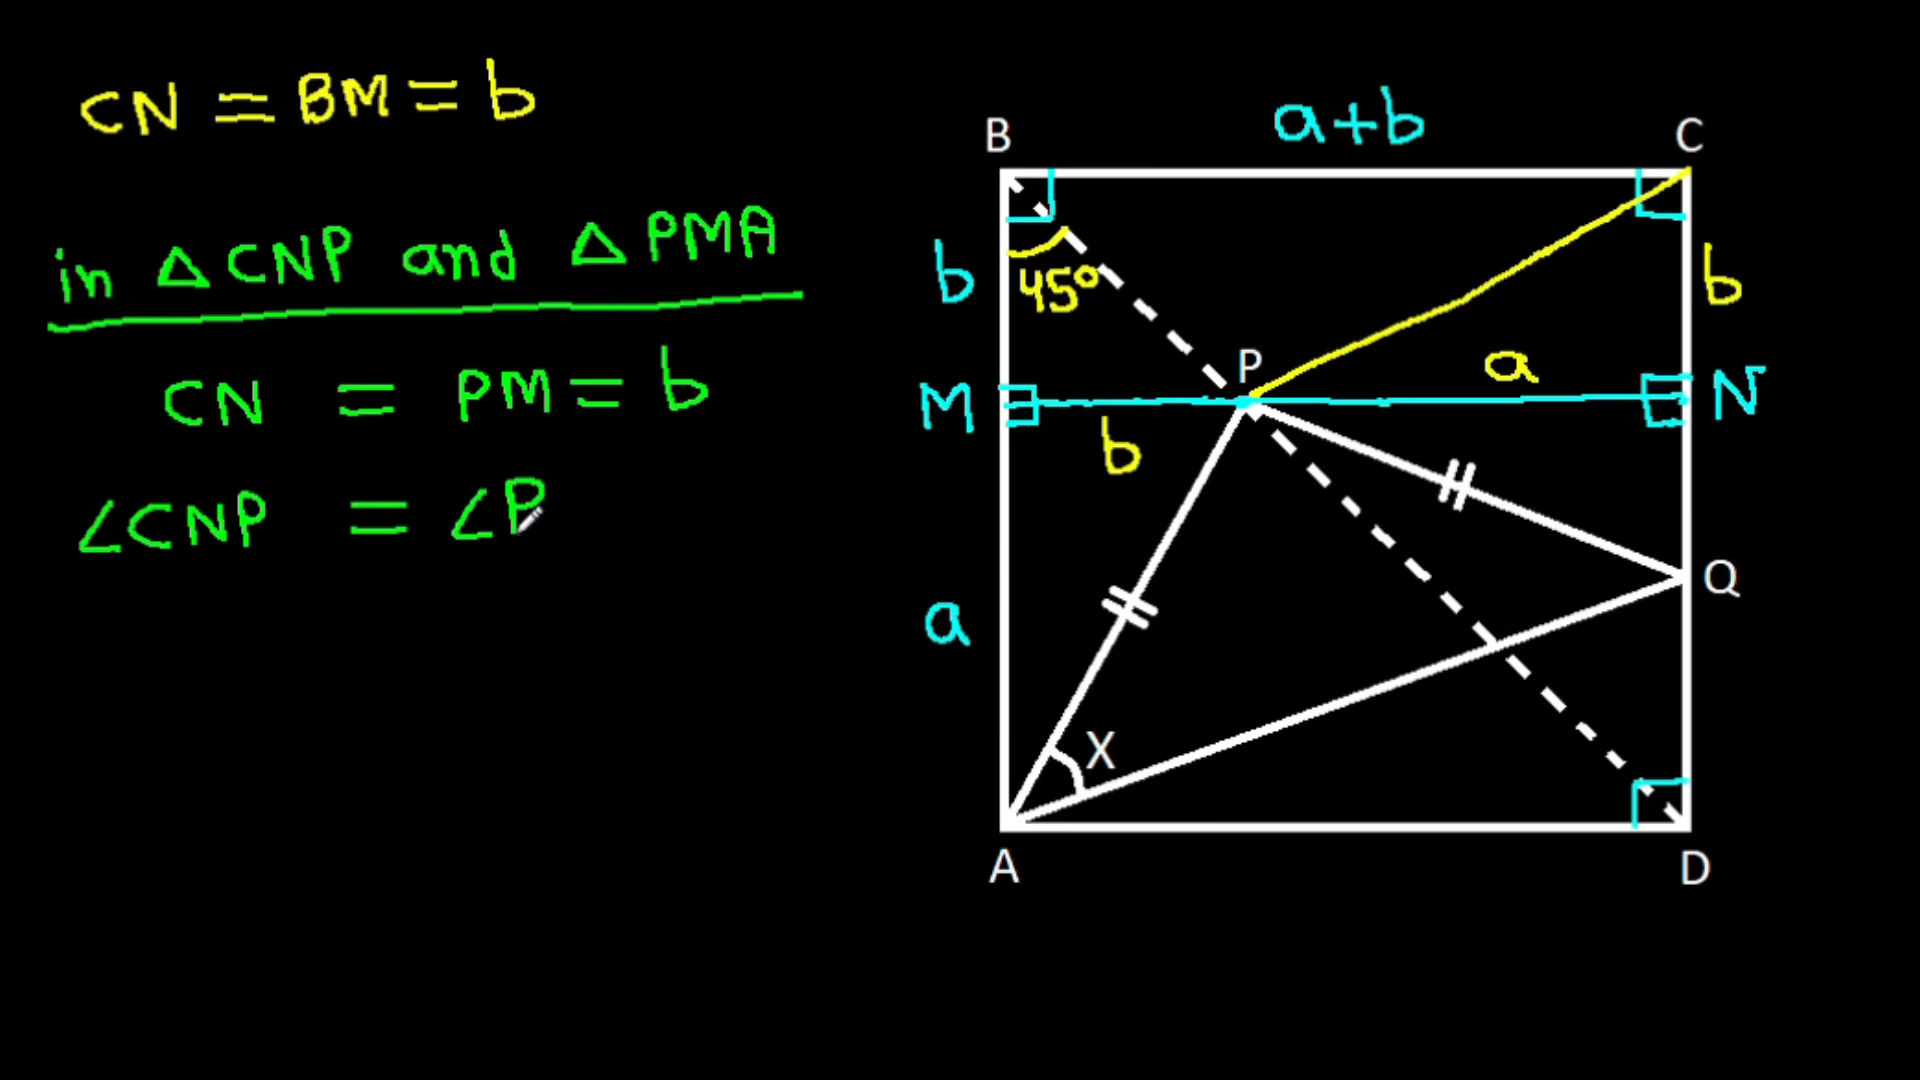 CN = BM = b
in △CNP and △PMA
CN = PM = b
∠CNP = ∠P
a+b
B
C
b
45°
b
P
a
M
N
b
Q
a
X
A
D